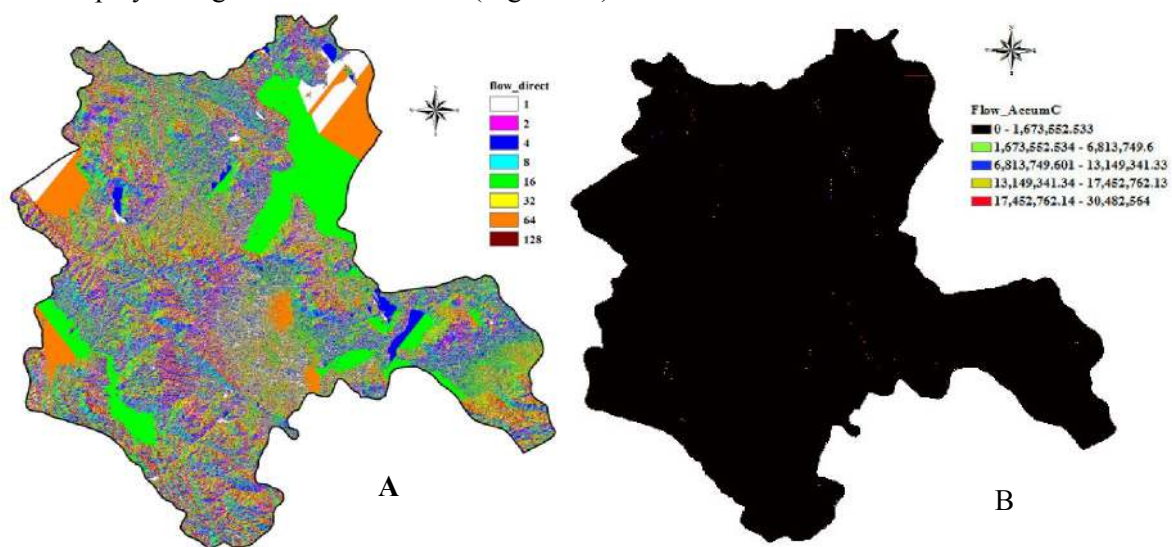 flow_direct
1
2
4
8
16
32
64
128
A
Flow_AccumC
0 - 1,673,552.533
1,673,552.534 - 6,813,749.6
6,813,749.601 - 13,149,341.33
13,149,341.34 - 17,452,762.13
17,452,762.14 - 30,482,564
B